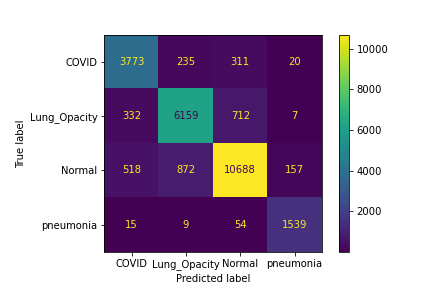 COVID 3773 235 311 20
Lung_Opacity 332 6159 712 7
Normal 518 872 10688 157
pneumonia 15 9 54 1539
COVID Lung_Opacity Normal pneumonia
Predicted label
True label
10000
8000
6000
4000
2000